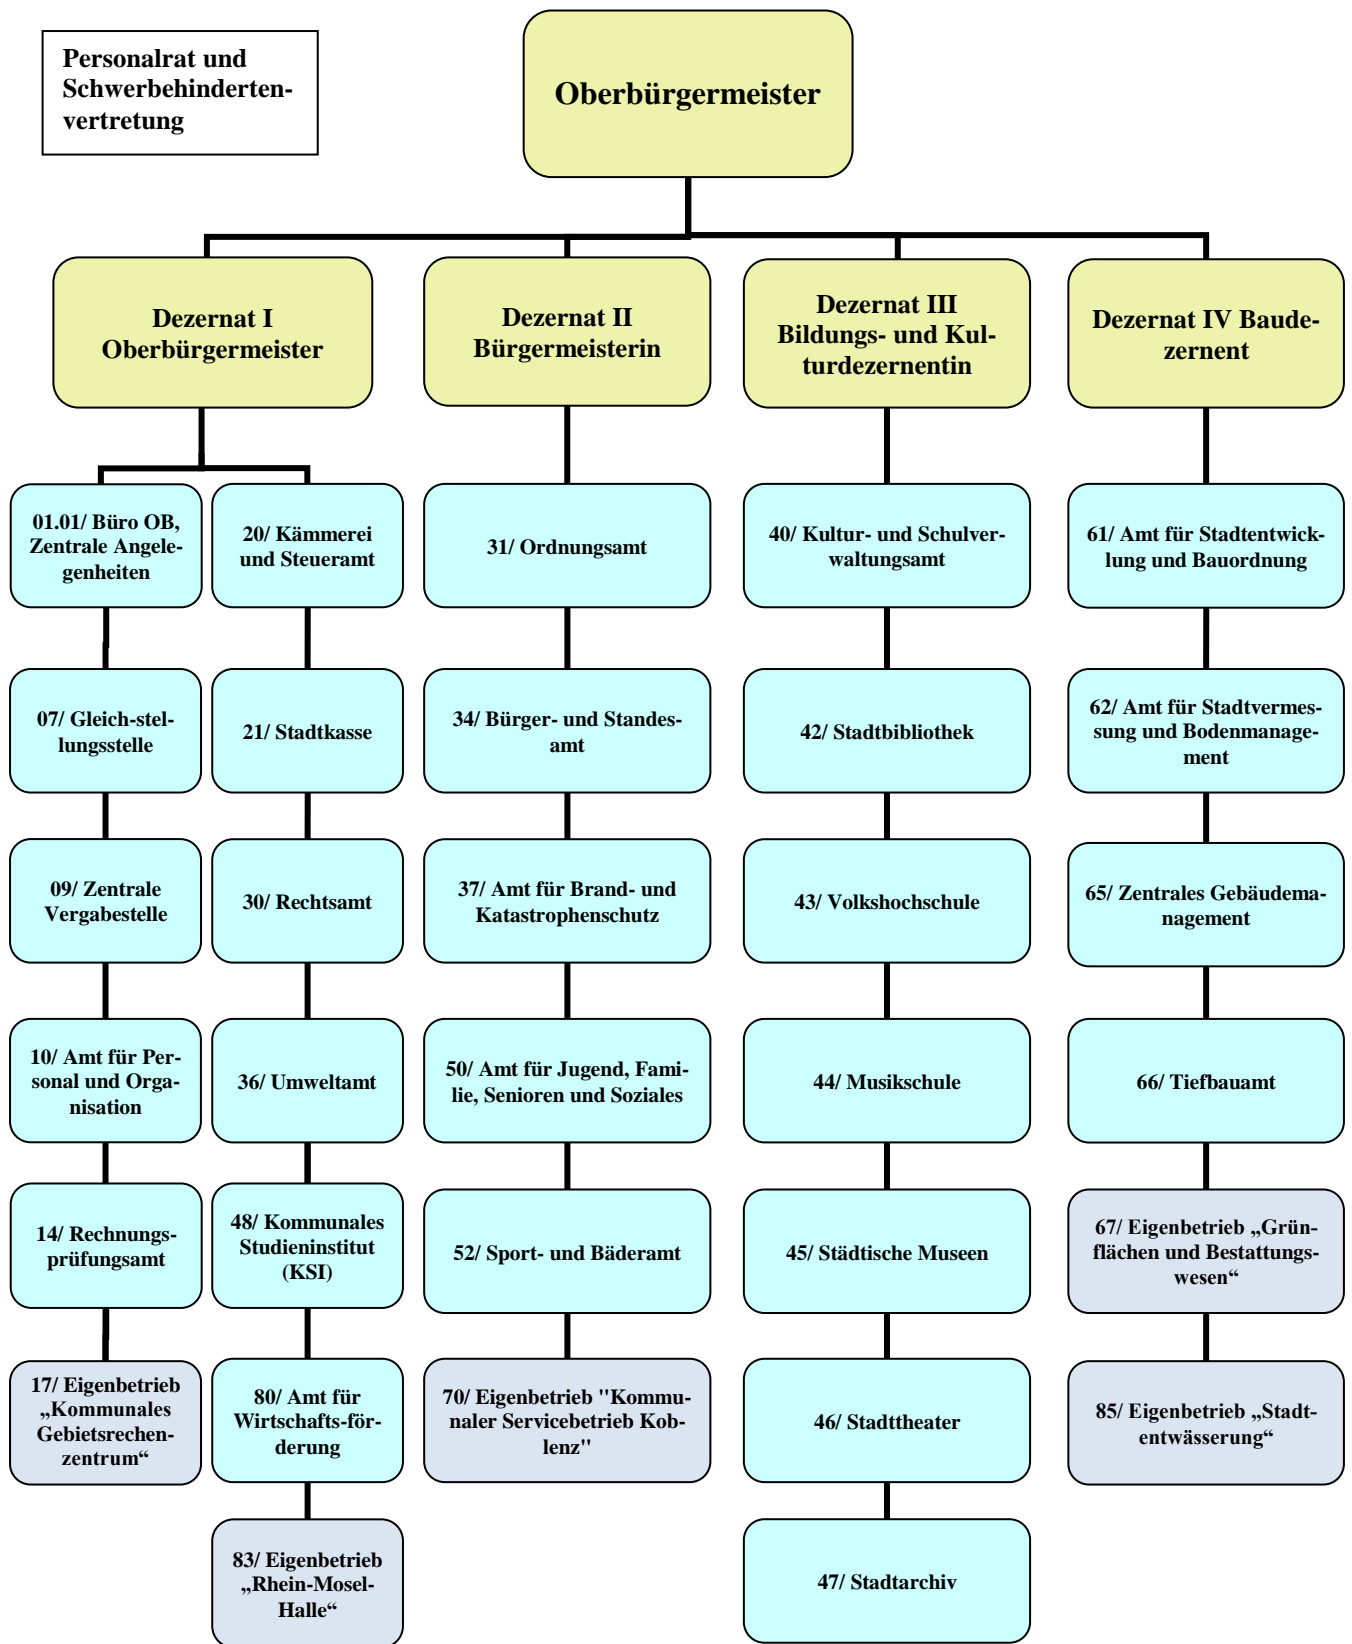 Personalrat und
Schwerbehinderten-
vertretung
Oberbürgermeister
Dezernat I
Oberbürgermeister
Dezernat II
Bürgermeisterin
Dezernat III
Bildungs- und Kul-
turdezernentin
Dezernat IV Baude-
zernent
01.01/ Büro OB,
Zentrale Angele-
genheiten
07/ Gleich-stel-
lungsstelle
09/ Zentrale
Vergabestelle
10/ Amt für Per-
sonal und Orga-
nisation
14/ Rechnungs-
prüfungsamt
17/ Eigenbetrieb
„Kommunales
Gebietsrechen-
zentrum“
20/ Kämmerei
und Steueramt
21/ Stadtkasse
30/ Rechtsamt
36/ Umweltamt
48/ Kommunales
Studieninstitut
(KSI)
80/ Amt für
Wirtschafts-för-
derung
83/ Eigenbetrieb
„Rhein-Mosel-
Halle“
31/ Ordnungsamt
34/ Bürger- und Standes-
amt
37/ Amt für Brand- und
Katastrophenschutz
50/ Amt für Jugend, Fami-
lie, Senioren und Soziales
52/ Sport- und Bäderamt
70/ Eigenbetrieb "Kommu-
naler Servicebetrieb Kob-
lenz"
40/ Kultur- und Schulver-
waltungsamt
42/ Stadtbibliothek
43/ Volkshochschule
44/ Musikschule
45/ Städtische Museen
46/ Stadttheater
47/ Stadtarchiv
61/ Amt für Stadtentwick-
lung und Bauordnung
62/ Amt für Stadtvermes-
sung und Bodenmanage-
ment
65/ Zentrales Gebäudema-
nagement
66/ Tiefbauamt
67/ Eigenbetrieb „Grün-
flächen und Bestattungs-
wesen“
85/ Eigenbetrieb „Stadt-
entwässerung“